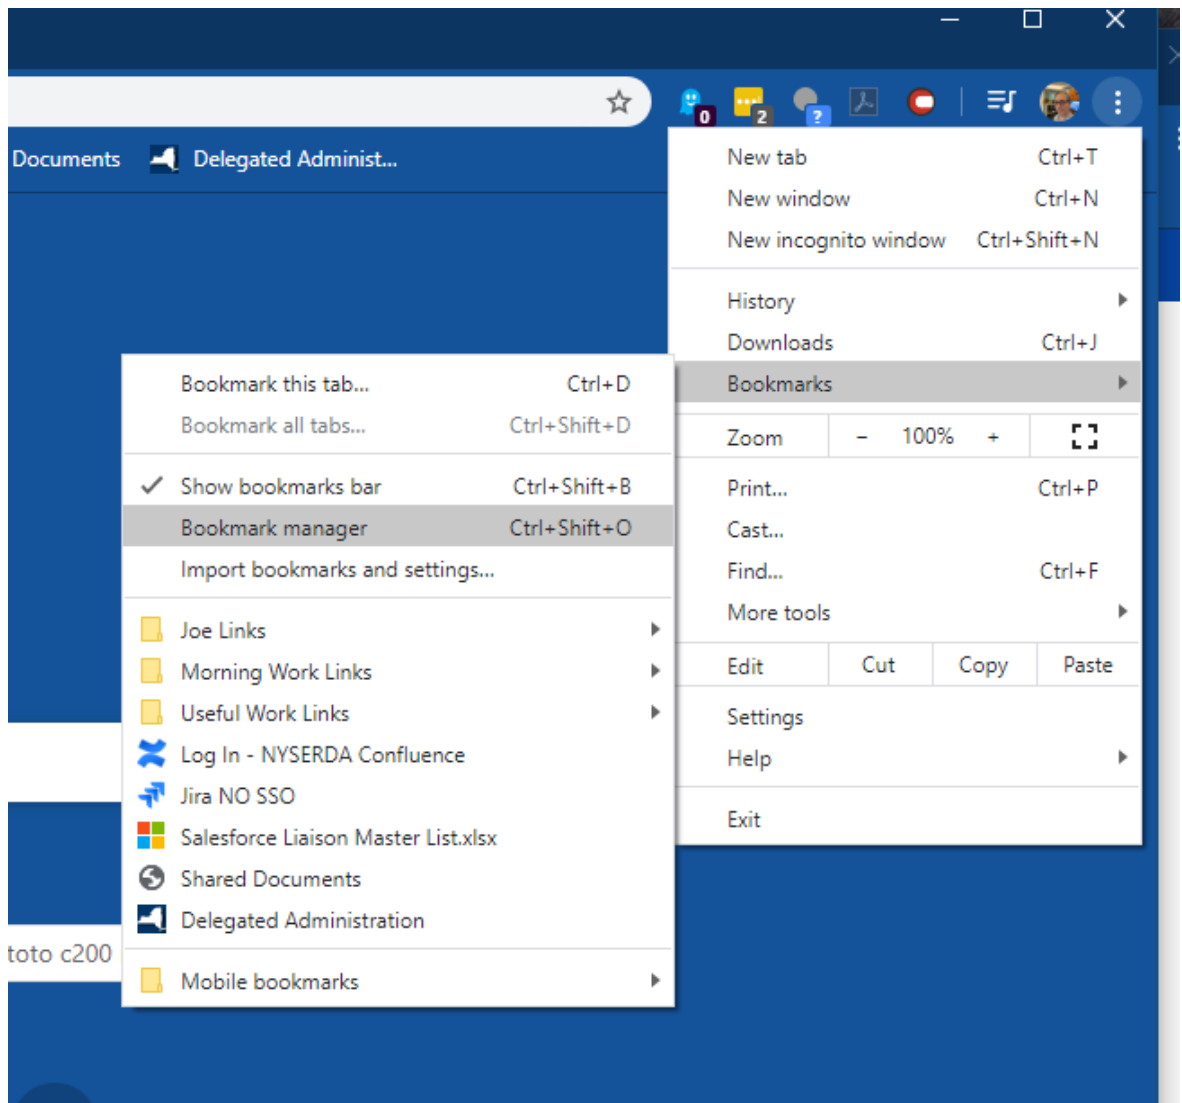 0
2
?
Documents
Delegated Administ...
New tab Ctrl+T
New window Ctrl+N
New incognito window Ctrl+Shift+N
History
Downloads Ctrl+J
Bookmarks
Zoom - 100% +
Print... Ctrl+P
Cast...
Find... Ctrl+F
More tools
Edit Cut Copy Paste
Settings
Help
Exit
Bookmark this tab... Ctrl+D
Bookmark all tabs... Ctrl+Shift+D
Show bookmarks bar Ctrl+Shift+B
Bookmark manager Ctrl+Shift+O
Import bookmarks and settings...
Joe Links
Morning Work Links
Useful Work Links
Log In - NYSERDA Confluence
Jira NO SSO
Salesforce Liaison Master List.xlsx
Shared Documents
Delegated Administration
Mobile bookmarks
toto c200